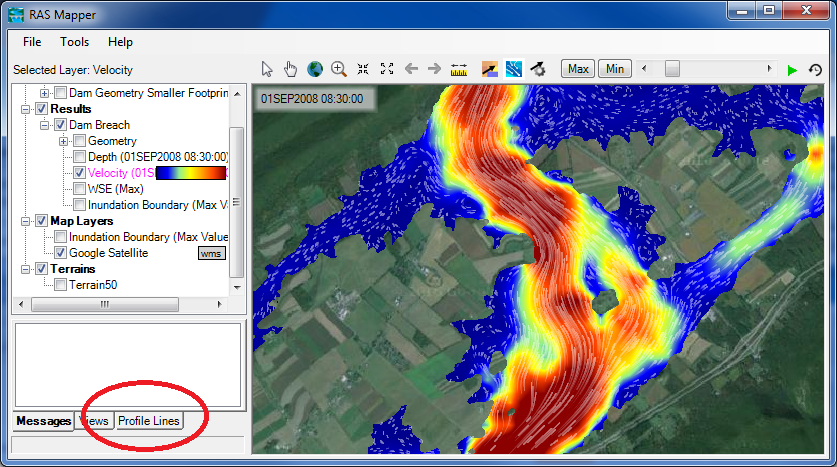 RAS Mapper
File Tools Help
Selected Layer: Velocity
Max Min
Dam Geometry Smaller Footprin
Results
Dam Breach
Geometry
Depth (01SEP2008 08:30:00)
Velocity (01S
WSE (Max)
Inundation Boundary (Max Va
Map Layers
Inundation Boundary (Max Value
Google Satellite wms
Terrains
Terrain50
01SEP2008 08:30:00
Messages Views Profile Lines